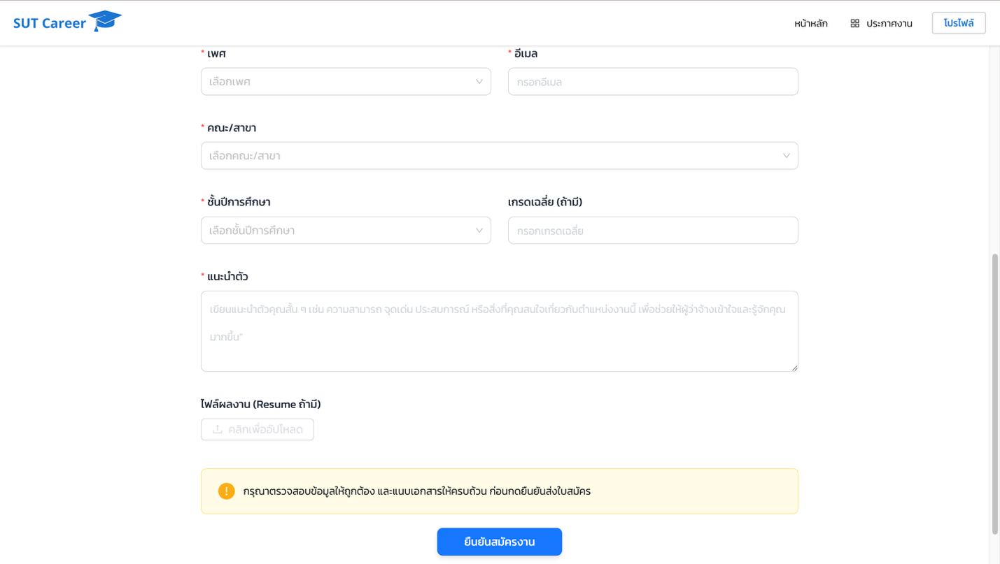 SUT Career
หน้าหลัก
ประกาศงาน
โปรไฟล์
* เพศ
* อีเมล
เลือกเพศ
กรอกอีเมล
* คณะ/สาขา
เลือกคณะ/สาขา
* ชั้นปีการศึกษา
เกรดเฉลี่ย (ถ้ามี)
เลือกชั้นปีการศึกษา
กรอกเกรดเฉลี่ย
* แนะนำตัว
เขียนแนะนำตัวคุณสั้น ๆ เช่น ความสามารถ จุดเด่น ประสบการณ์ หรือสิ่งที่คุณสนใจเกี่ยวกับตำแหน่งงานนี้ เพื่อช่วยให้ผู้ว่าจ้างเข้าใจและรู้จักคุณ
มากขึ้น"
ไฟล์ผลงาน (Resume ถ้ามี)
คลิกเพื่ออัปโหลด
กรุณาตรวจสอบข้อมูลให้ถูกต้อง และแนบเอกสารให้ครบถ้วน ก่อนกดยืนยันส่งใบสมัคร
ยืนยันสมัครงาน